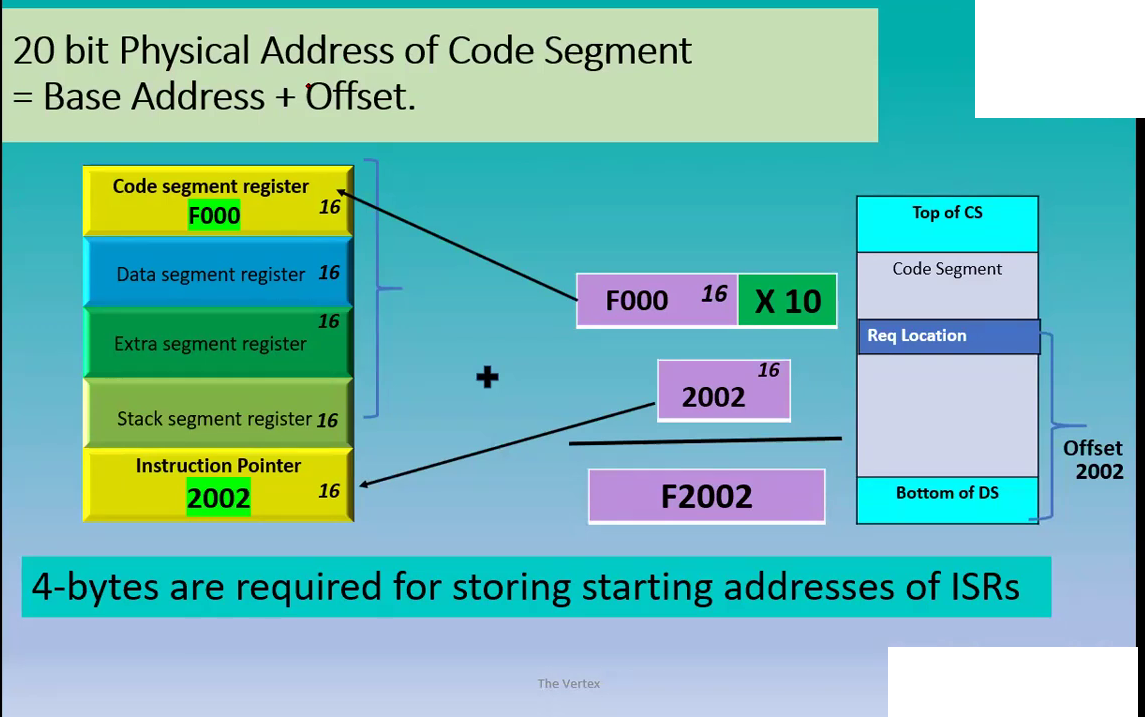 20 bit Physical Address of Code Segment
= Base Address + Offset.
Code segment register
F000
16
Data segment register 16
16
Extra segment register
Stack segment register 16
Instruction Pointer
2002
16
F000 16 X 10
+
16
2002
F2002
Top of CS
Code Segment
Req Location
Bottom of DS
Offset
2002
4-bytes are required for storing starting addresses of ISRs
The Vertex